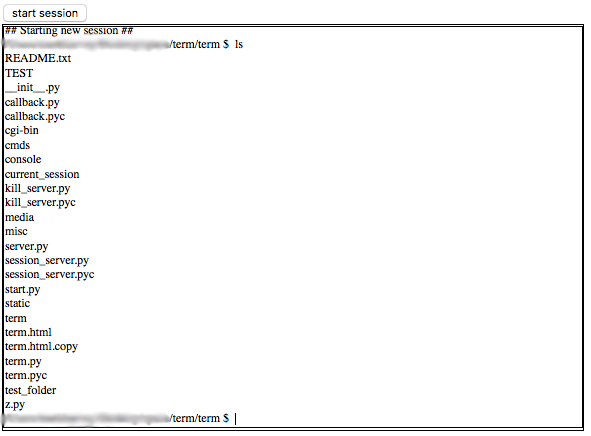 start session
## Starting new session ##
/term/term $ ls
README.txt
TEST
__init__.py
callback.py
callback.pyc
cgi-bin
cmds
console
current_session
kill_server.py
kill_server.pyc
media
misc
server.py
session_server.py
session_server.pyc
start.py
static
term
term.html
term.html.copy
term.py
term.pyc
test_folder
z.py
/term/term $